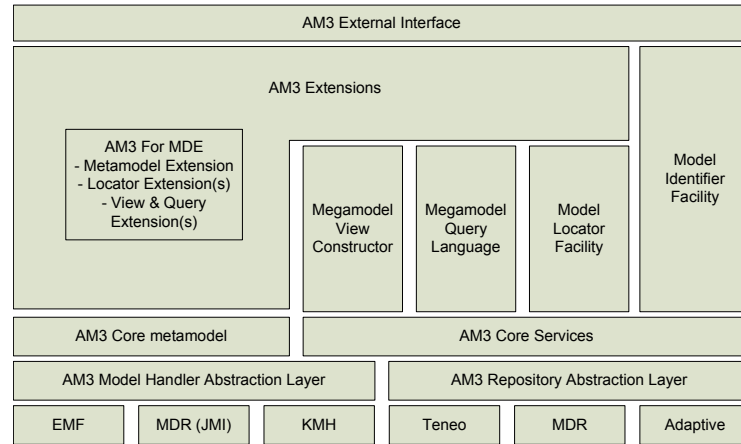 AM3 External Interface
AM3 Extensions
AM3 For MDE
- Metamodel Extension
- Locator Extension(s)
- View & Query
Extension(s)
Megamodel
View
Constructor
Megamodel
Query
Language
Model
Locator
Facility
Model
Identifier
Facility
AM3 Core metamodel
AM3 Core Services
AM3 Model Handler Abstraction Layer
AM3 Repository Abstraction Layer
EMF
MDR (JMI)
KMH
Teneo
MDR
Adaptive